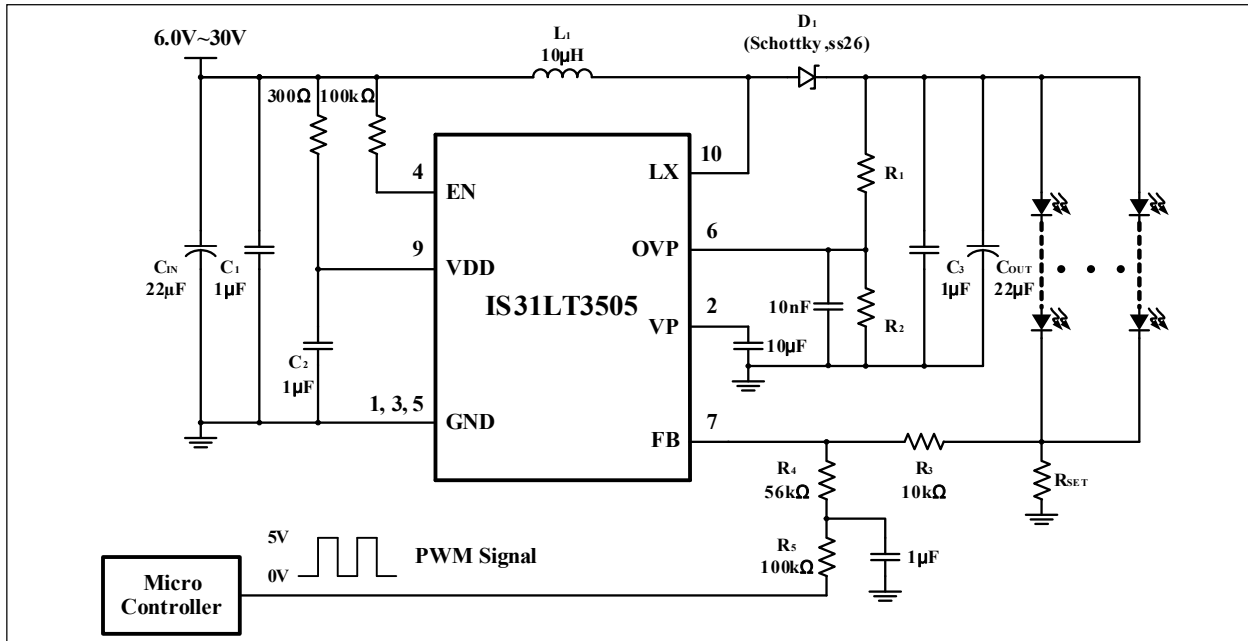 6.0V~30V
L1
10μH
D1
(Schottky,ss26)
300Ω
100kΩ
CIN
22μF
C1
1μF
C2
1μF
4
EN
9
VDD
1, 3, 5
GND
IS31LT3505
10
LX
6
OVP
2
VP
7
FB
10nF
10μF
R1
R2
C3
1μF
COUT
22μF
R4
56kΩ
R3
10kΩ
RSET
R5
100kΩ
1μF
5V
0V
PWM Signal
Micro
Controller